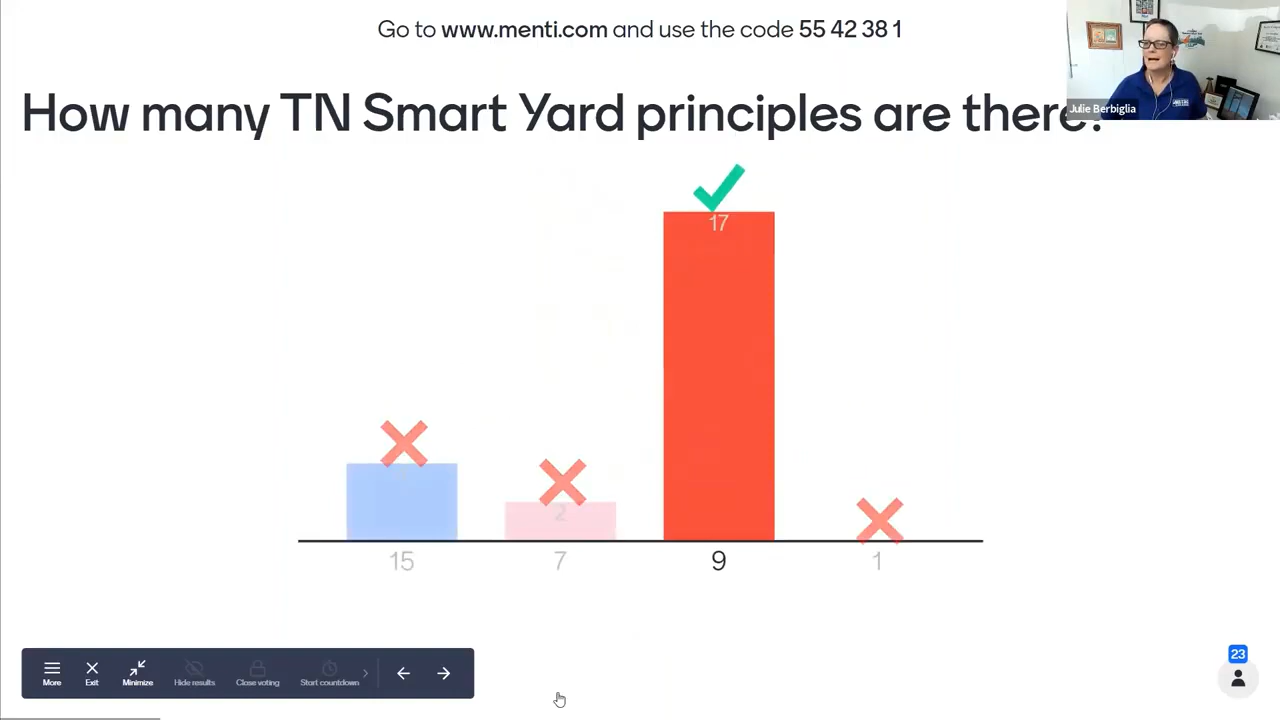 Go to www.menti.com and use the code 55 42 38 1
How many TN Smart Yard principles are there?
Julie Berbiglia
17
2
15
7
9
1
More
Exit
Minimize
Hide results
Close voting
Start countdown
23